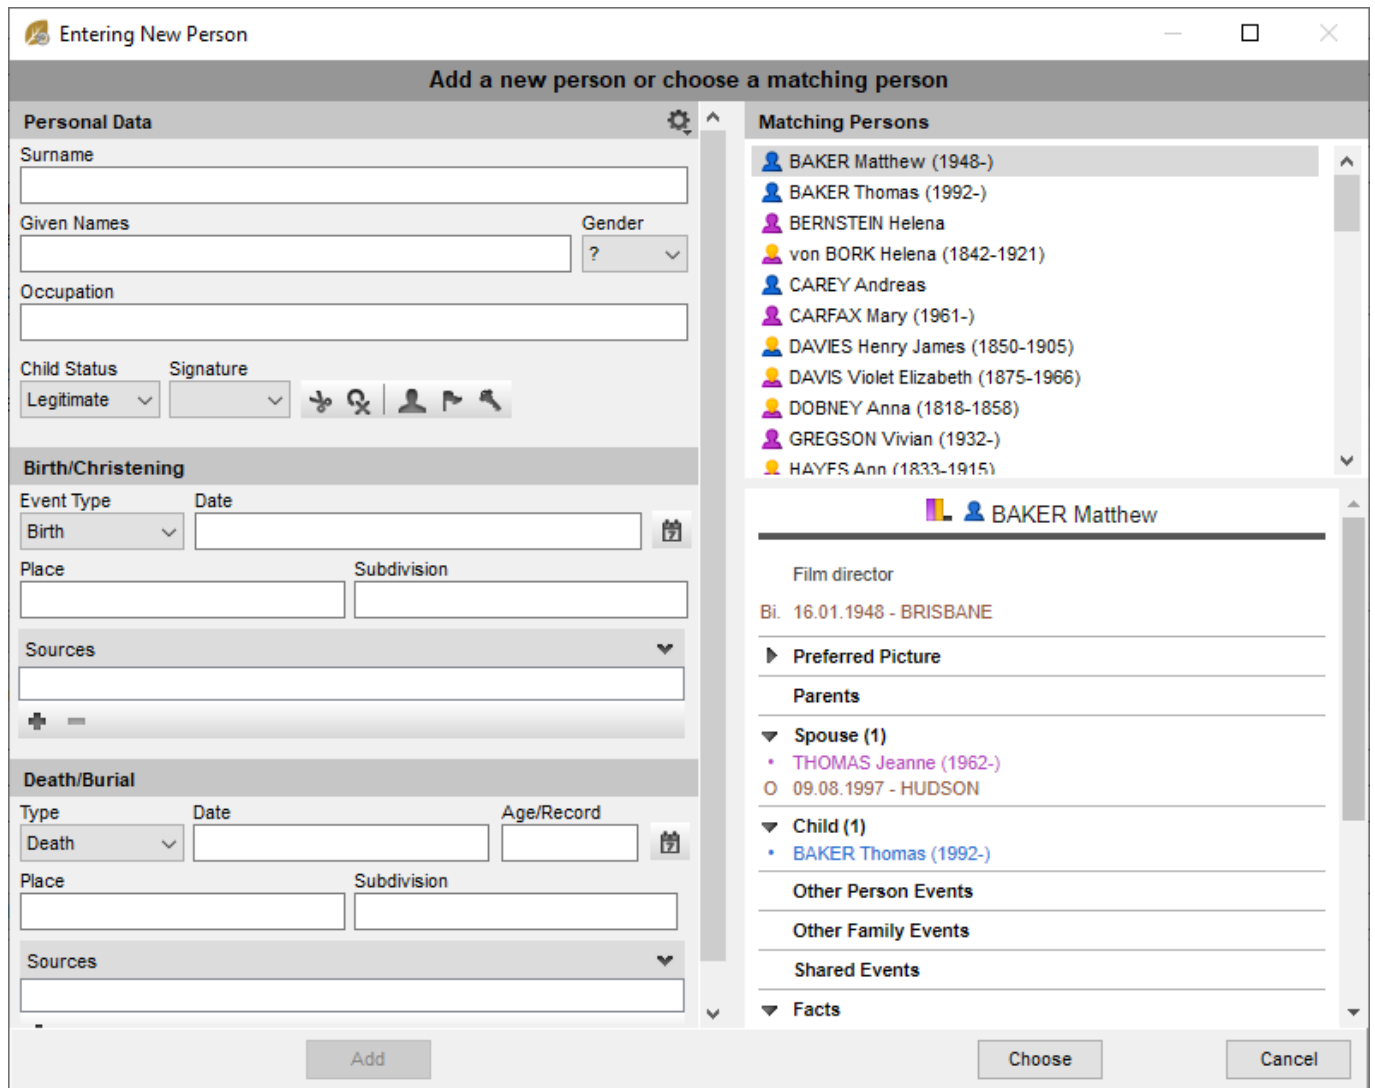 Entering New Person
Add a new person or choose a matching person
Personal Data
Surname
Given Names
Gender
?
Occupation
Child Status
Signature
Legitimate
Birth/Christening
Event Type
Date
Birth
7
Place
Subdivision
Sources
Death/Burial
Type
Date
Age/Record
Death
7
Place
Subdivision
Sources
Add
Matching Persons
BAKER Matthew (1948-)
BAKER Thomas (1992-)
BERNSTEIN Helena
von BORK Helena (1842-1921)
CAREY Andreas
CARFAX Mary (1961-)
DAVIES Henry James (1850-1905)
DAVIS Violet Elizabeth (1875-1966)
DOBNEY Anna (1818-1858)
GREGSON Vivian (1932-)
HAYES Ann (1833-1915)
BAKER Matthew
Film director
Bi. 16.01.1948 - BRISBANE
Preferred Picture
Parents
Spouse (1)
• THOMAS Jeanne (1962-)
O 09.08.1997 - HUDSON
Child (1)
• BAKER Thomas (1992-)
Other Person Events
Other Family Events
Shared Events
Facts
Choose
Cancel